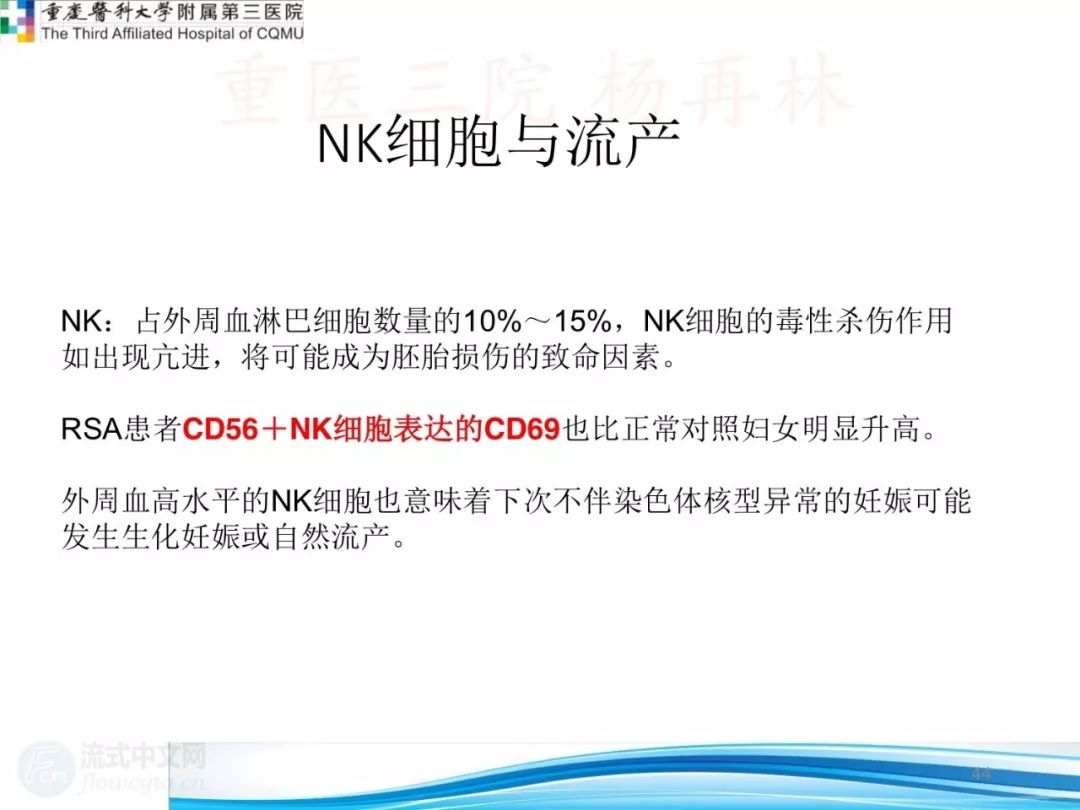 重庆医科大学附属第三医院
The Third Affiliated Hospital of CQMU
重医三院 杨再林
NK细胞与流产
NK：占外周血淋巴细胞数量的10%～15%，NK细胞的毒性杀伤作用
如出现亢进，将可能成为胚胎损伤的致命因素。
RSA患者CD56＋NK细胞表达的CD69也比正常对照妇女明显升高。
外周血高水平的NK细胞也意味着下次不伴染色体核型异常的妊娠可能
发生生化妊娠或自然流产。
流式中文网
flowcyto.cn
44